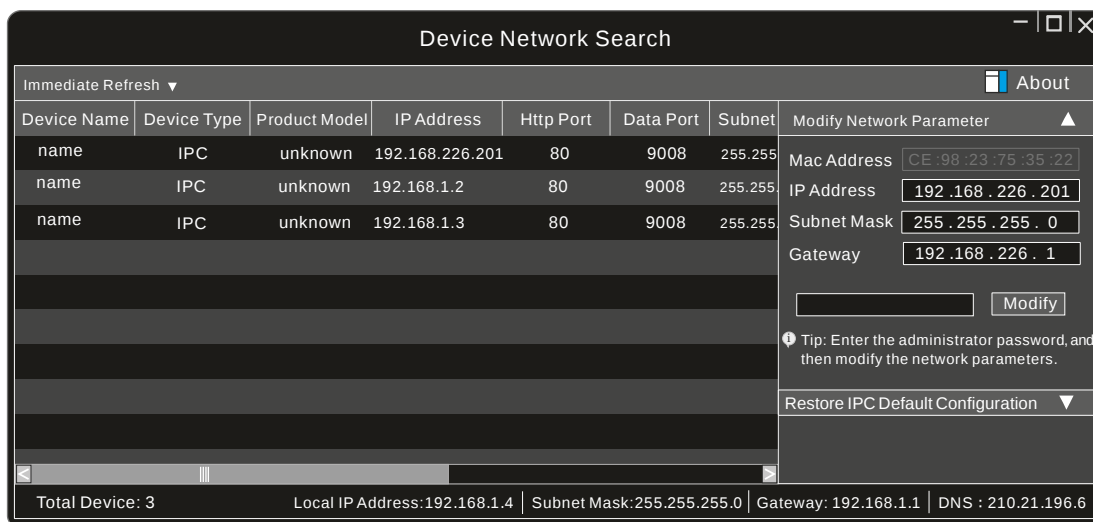 Device Network Search
Immediate Refresh ▼ About
Device Name Device Type Product Model IP Address Http Port Data Port Subnet
name IPC unknown 192.168.226.201 80 9008 255.255
name IPC unknown 192.168.1.2 80 9008 255.255.
name IPC unknown 192.168.1.3 80 9008 255.255.
Modify Network Parameter ▲
Mac Address CE:98:23:75:35:22
IP Address 192.168.226.201
Subnet Mask 255.255.255.0
Gateway 192.168.226.1
Modify
Tip: Enter the administrator password, and
then modify the network parameters.
Restore IPC Default Configuration ▼
Total Device: 3 Local IP Address:192.168.1.4 Subnet Mask:255.255.255.0 Gateway: 192.168.1.1 DNS : 210.21.196.6